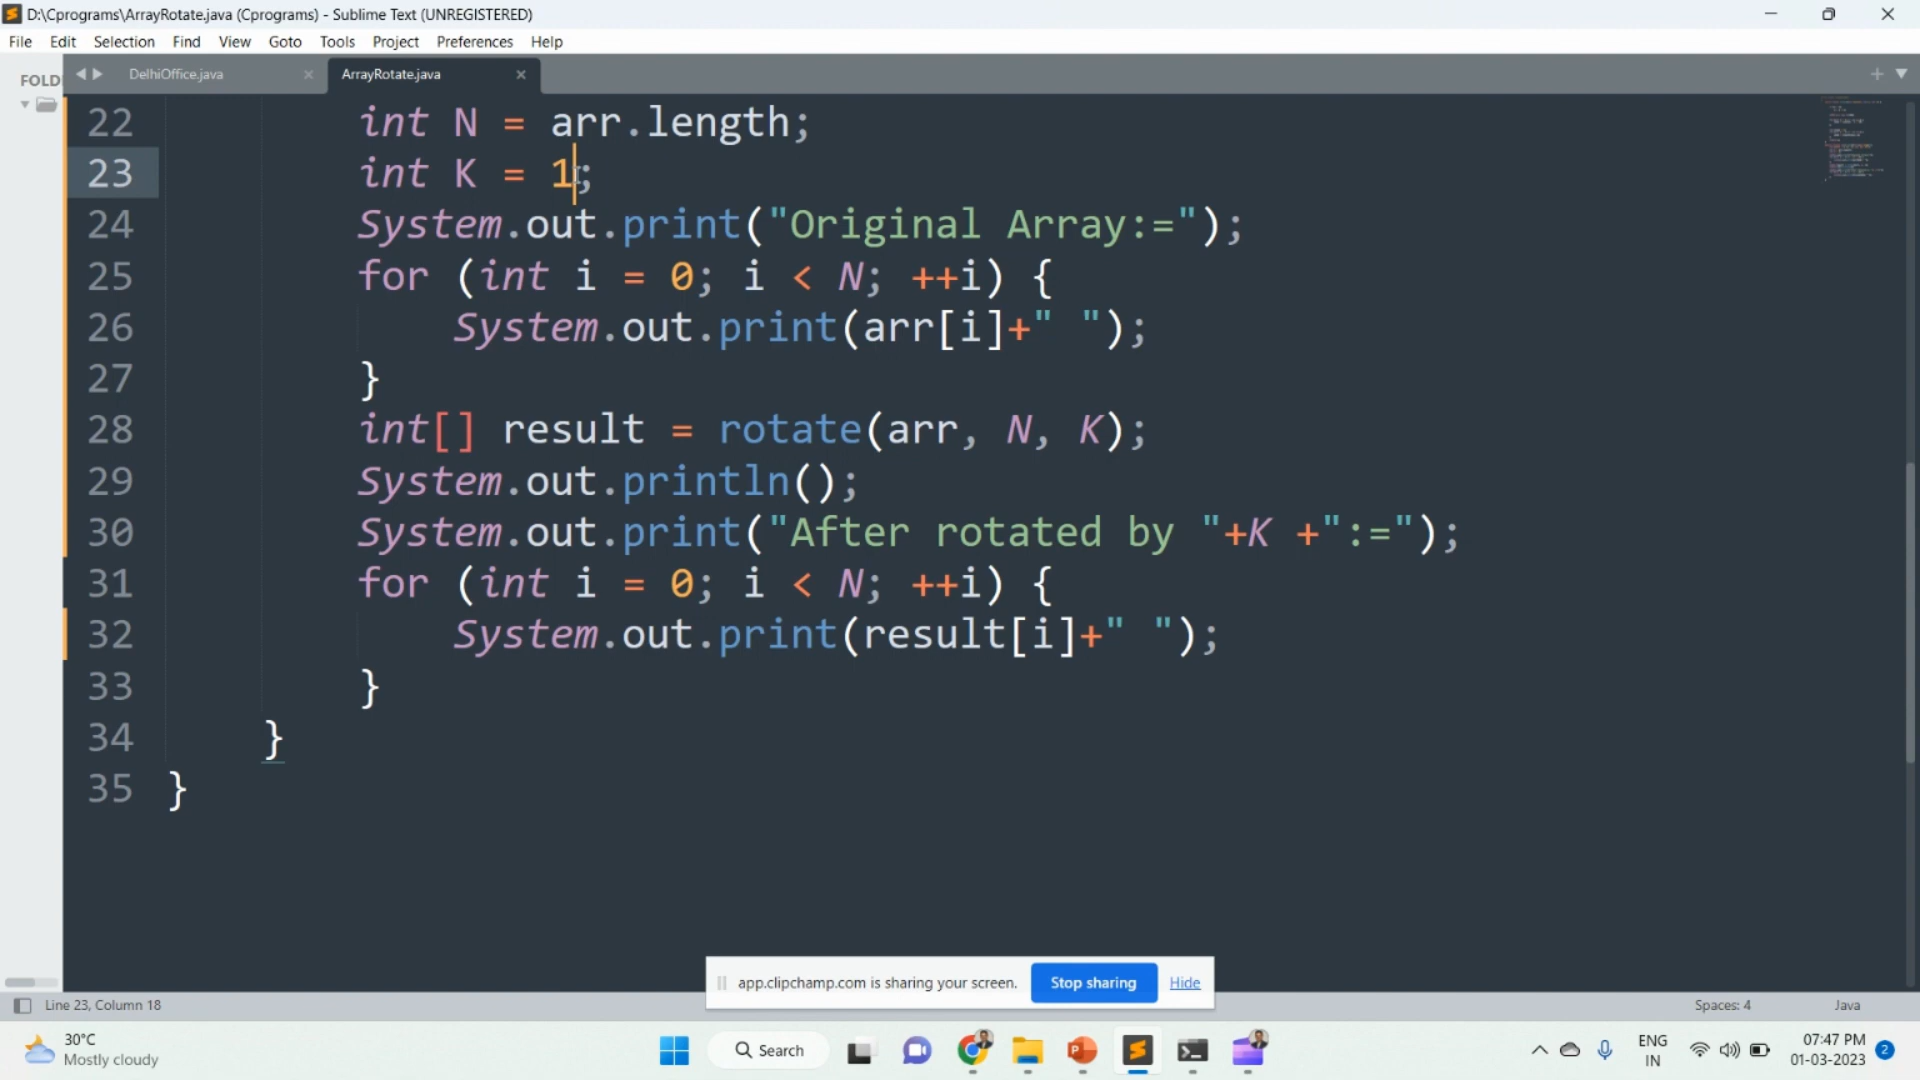 D:\Cprograms\ArrayRotate.java (Cprograms) - Sublime Text (UNREGISTERED)
File Edit Selection Find View Goto Tools Project Preferences Help
FOLD DelhiOffice.java ArrayRotate.java
22 int N = arr.length;
23 int K = 1;
24 System.out.print("Original Array:=");
25 for (int i = 0; i < N; ++i) {
26 System.out.print(arr[i]+" ");
27 }
28 int[] result = rotate(arr, N, K);
29 System.out.println();
30 System.out.print("After rotated by "+K +":=");
31 for (int i = 0; i < N; ++i) {
32 System.out.print(result[i]+" ");
33 }
34 }
35 }
app.clipchamp.com is sharing your screen. Stop sharing Hide
Line 23, Column 18 Spaces: 4 Java
30°C
Mostly cloudy
Search
ENG
IN
07:47 PM
01-03-2023
2